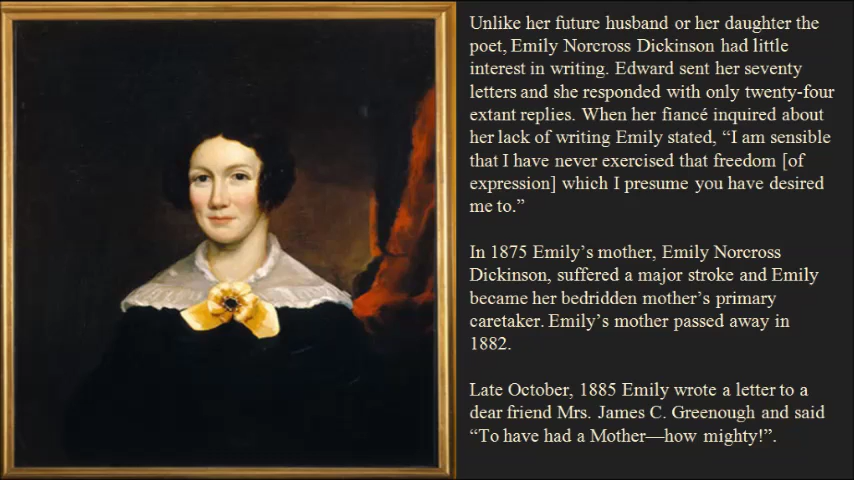 Unlike her future husband or her daughter the
poet, Emily Norcross Dickinson had little
interest in writing. Edward sent her seventy
letters and she responded with only twenty-four
extant replies. When her fiancé inquired about
her lack of writing Emily stated, “I am sensible
that I have never exercised that freedom [of
expression] which I presume you have desired
me to.”
In 1875 Emily’s mother, Emily Norcross
Dickinson, suffered a major stroke and Emily
became her bedridden mother’s primary
caretaker. Emily’s mother passed away in
1882.
Late October, 1885 Emily wrote a letter to a
dear friend Mrs. James C. Greenough and said
“To have had a Mother—how mighty!”.